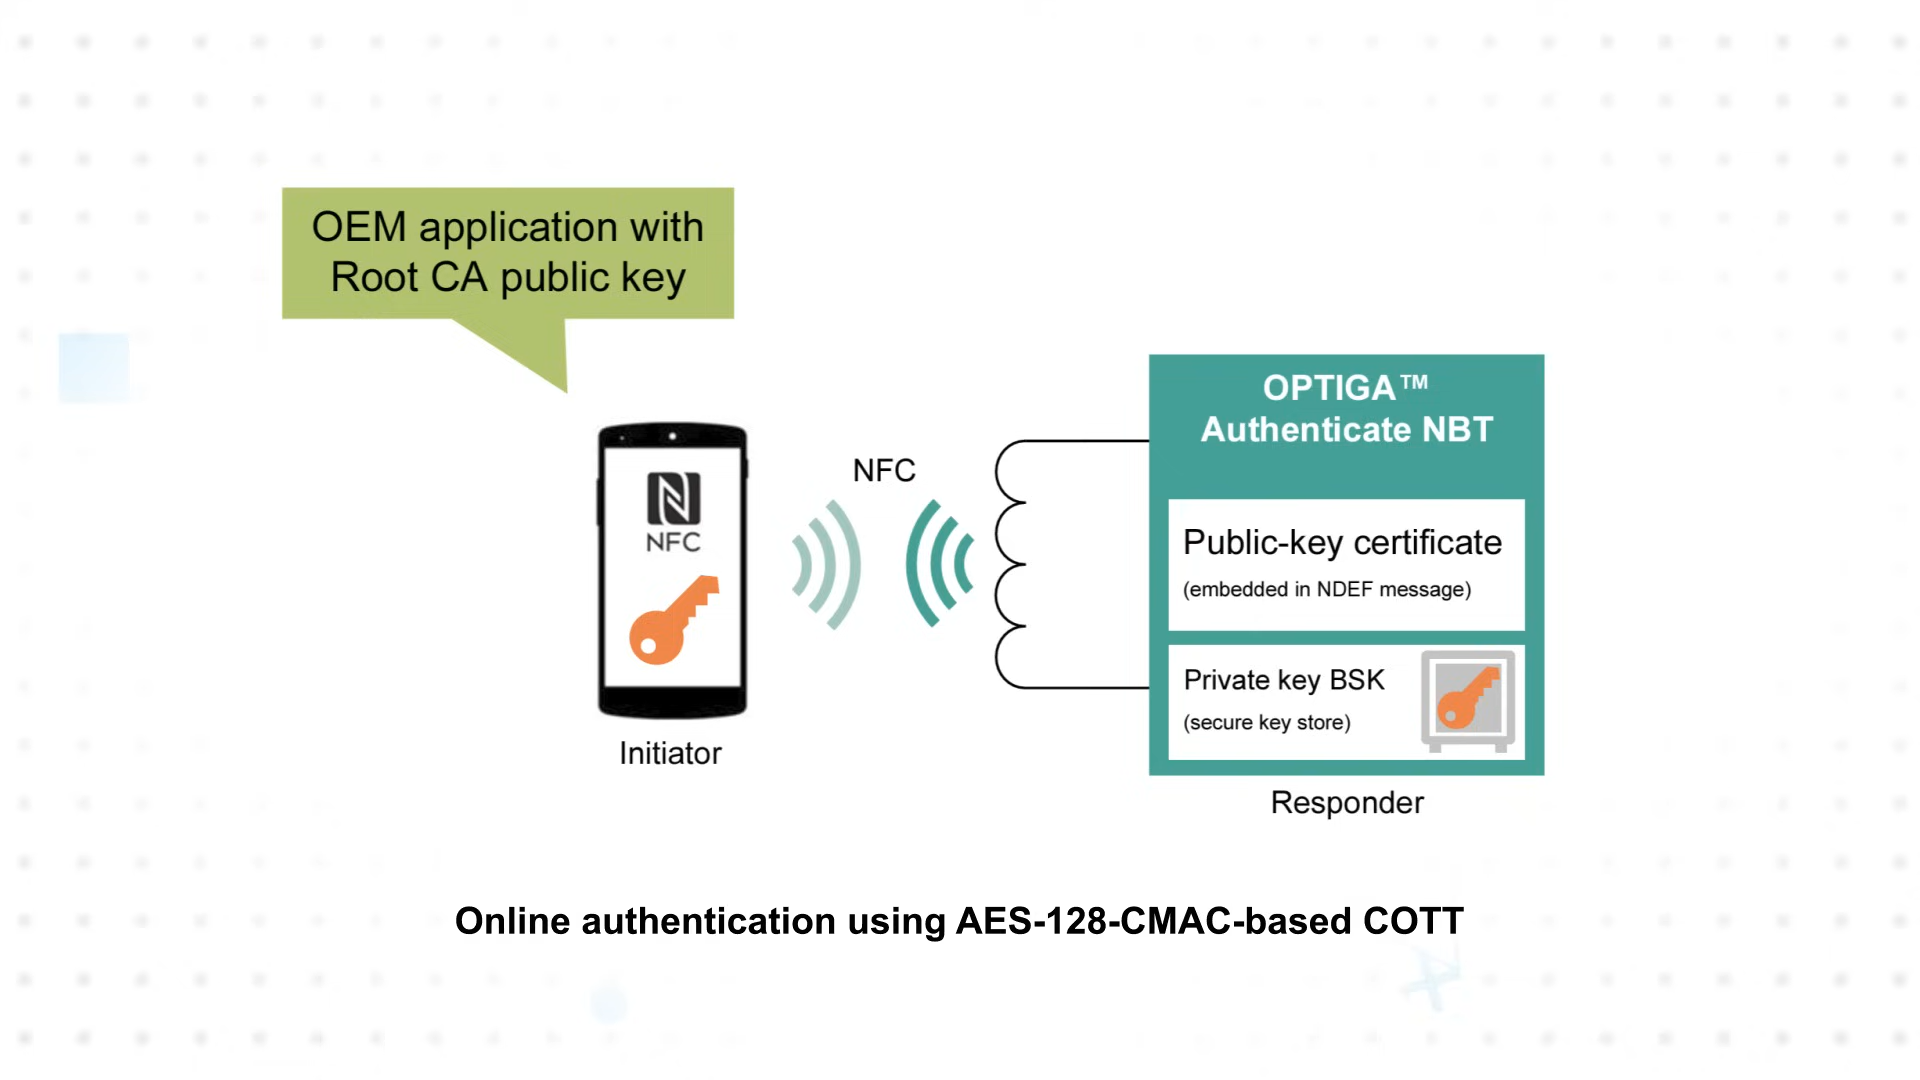 OEM application with
Root CA public key
NFC
NFC
OPTIGA™
Authenticate NBT
Public-key certificate
(embedded in NDEF message)
Private key BSK
(secure key store)
Initiator
Responder
Online authentication using AES-128-CMAC-based COTT